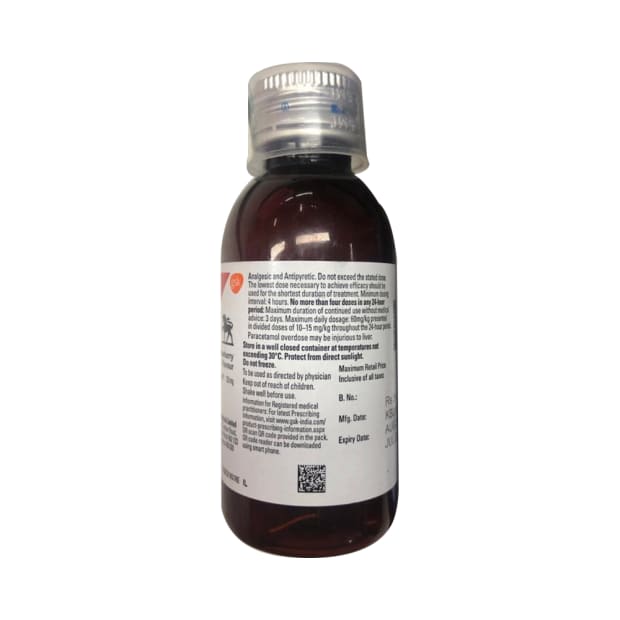 gsk
Analgesic and Antipyretic. Do not exceed the stated dose.
The lowest dose necessary to achieve efficacy should be
used for the shortest duration of treatment. Minimum dosing
interval: 4 hours. No more than four doses in any 24-hour
period: Maximum duration of continued use without medical
advice: 3 days. Maximum daily dosage: 60mg/kg presented
in divided doses of 10–15 mg/kg throughout the 24-hour period.
Paracetamol overdose may be injurious to liver.
Store in a well closed container at temperatures not
exceeding 30°C. Protect from direct sunlight.
Do not freeze.
To be used as directed by physician
Keep out of reach of children.
Shake well before use.
Information for Registered medical
practitioners: For latest Prescribing
information, visit www.gsk-india.com/
product-prescribing-information.aspx
OR scan QR code provided in the pack.
QR code reader can be downloaded
using smart phone.
Maximum Retail Price
Inclusive of all taxes
B. No.:
Mfg. Date:
Expiry Date:
Limited